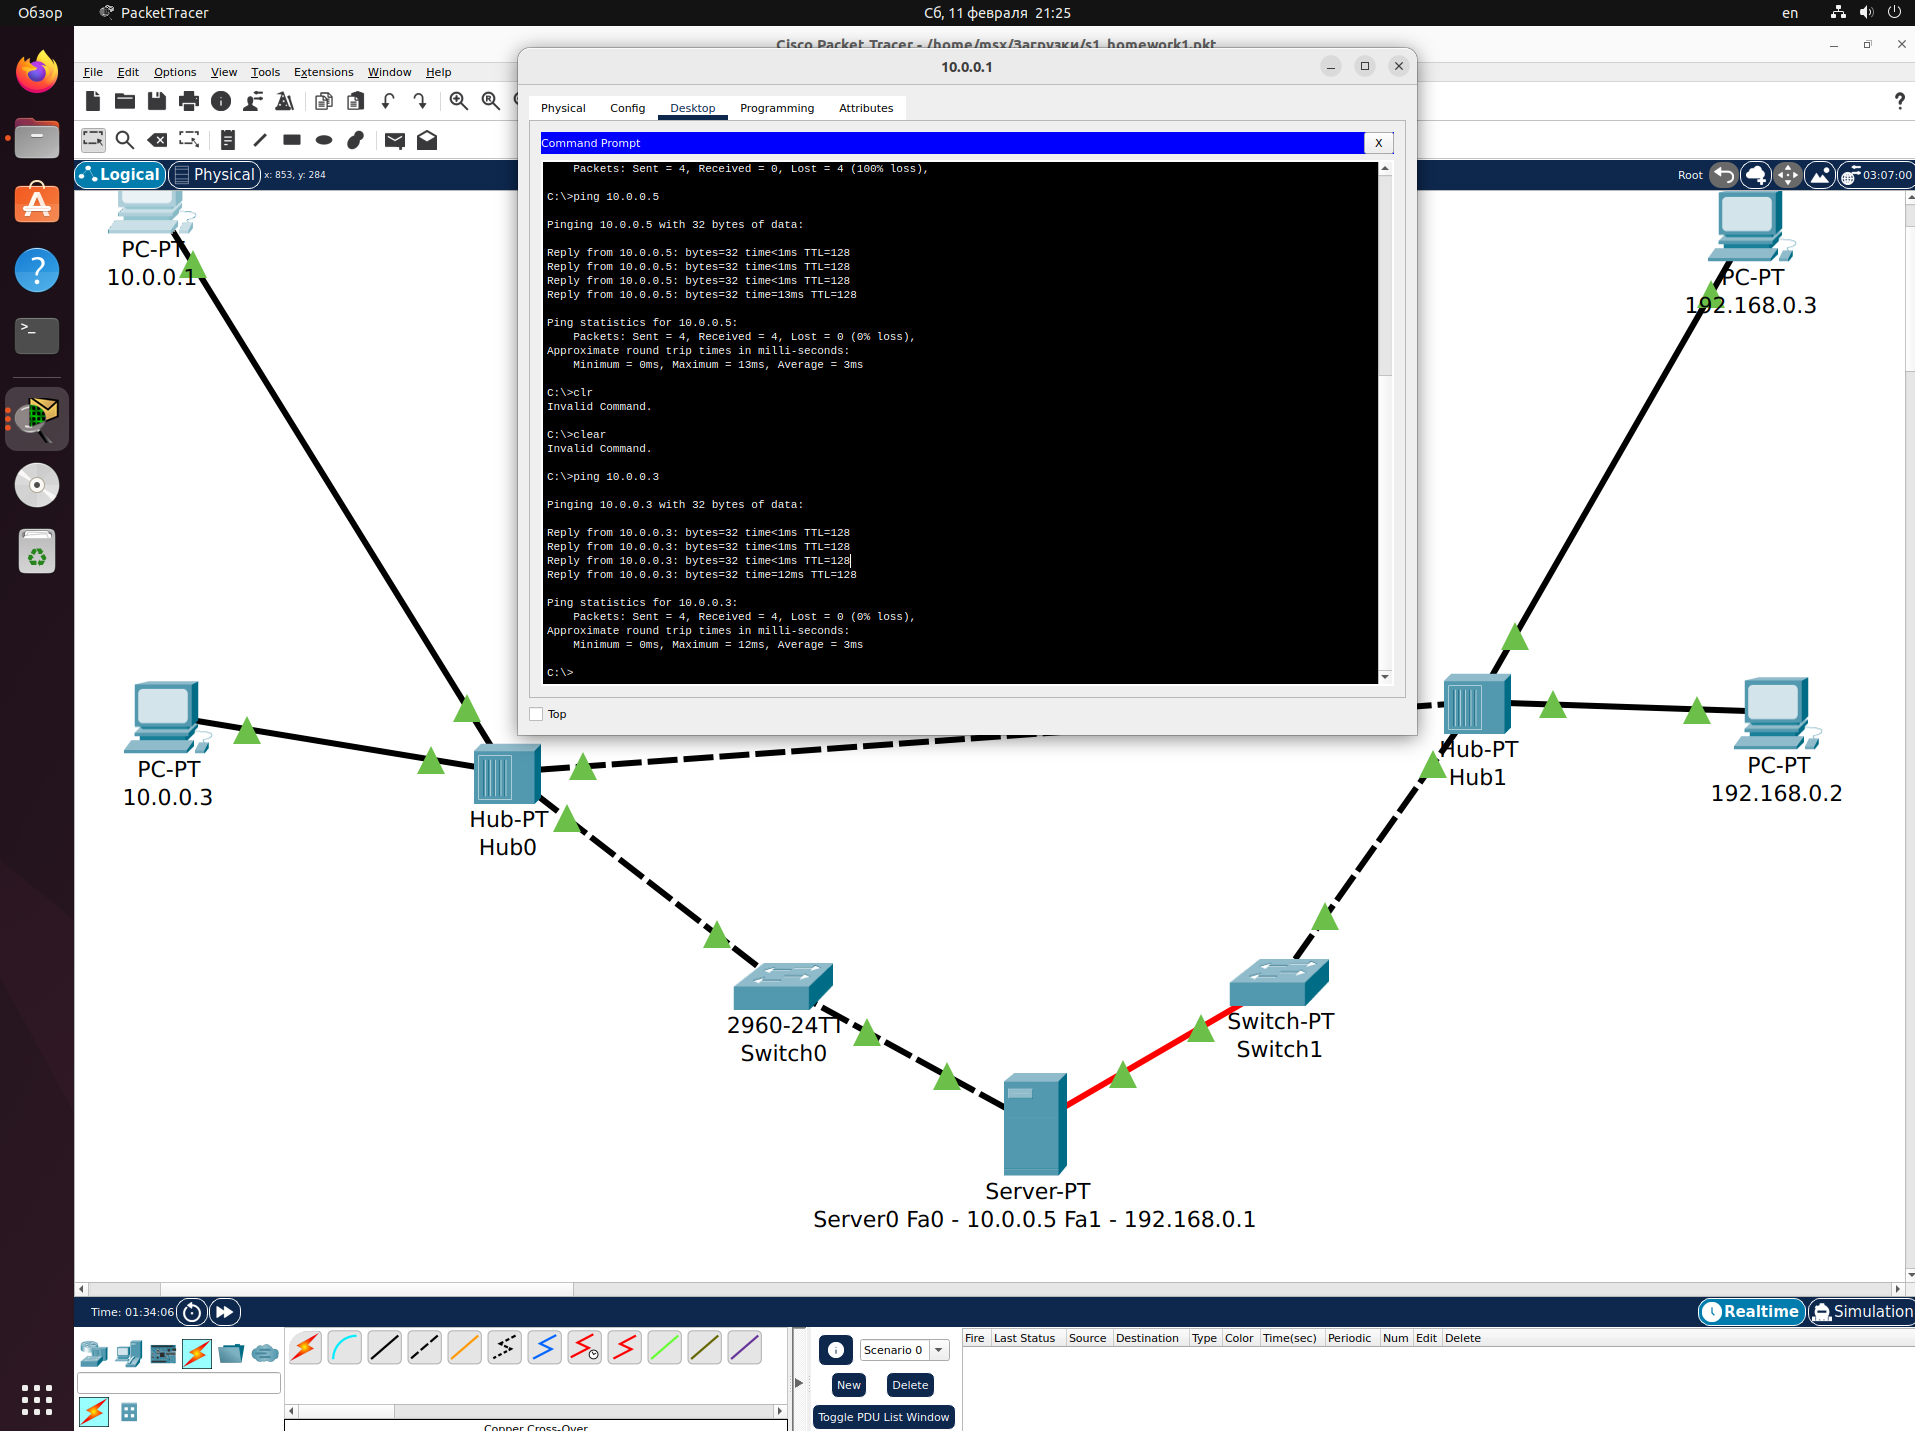 Обзор
PacketTracer
Сб, 11 февраля 21:25
en
Cisco Packet Tracer - /home/msx/Загрузки/s1_homework1.pkt
File Edit Options View Tools Extensions Window Help
10.0.0.1
Physical Config Desktop Programming Attributes
Command Prompt
X
Packets: Sent = 4, Received = 0, Lost = 4 (100% loss),
C:\>ping 10.0.0.5
Pinging 10.0.0.5 with 32 bytes of data:
Reply from 10.0.0.5: bytes=32 time<1ms TTL=128
Reply from 10.0.0.5: bytes=32 time<1ms TTL=128
Reply from 10.0.0.5: bytes=32 time<1ms TTL=128
Reply from 10.0.0.5: bytes=32 time=13ms TTL=128
Ping statistics for 10.0.0.5:
Packets: Sent = 4, Received = 4, Lost = 0 (0% loss),
Approximate round trip times in milli-seconds:
Minimum = 0ms, Maximum = 13ms, Average = 3ms
C:\>clr
Invalid Command.
C:\>clear
Invalid Command.
C:\>ping 10.0.0.3
Pinging 10.0.0.3 with 32 bytes of data:
Reply from 10.0.0.3: bytes=32 time<1ms TTL=128
Reply from 10.0.0.3: bytes=32 time<1ms TTL=128
Reply from 10.0.0.3: bytes=32 time<1ms TTL=128
Reply from 10.0.0.3: bytes=32 time=12ms TTL=128
Ping statistics for 10.0.0.3:
Packets: Sent = 4, Received = 4, Lost = 0 (0% loss),
Approximate round trip times in milli-seconds:
Minimum = 0ms, Maximum = 12ms, Average = 3ms
C:\>
Top
Logical
Physical
x: 853, y: 284
Root
03:07:00
PC-PT
10.0.0.1
PC-PT
192.168.0.3
PC-PT
10.0.0.3
Hub-PT
Hub0
Hub-PT
Hub1
PC-PT
192.168.0.2
2960-24TT
Switch0
Switch-PT
Switch1
Server-PT
Server0 Fa0 - 10.0.0.5 Fa1 - 192.168.0.1
Time: 01:34:06
Realtime
Simulation
Scenario 0
New
Delete
Toggle PDU List Window
Fire Last Status Source Destination Type Color Time(sec) Periodic Num Edit Delete
Copper Cross-Over